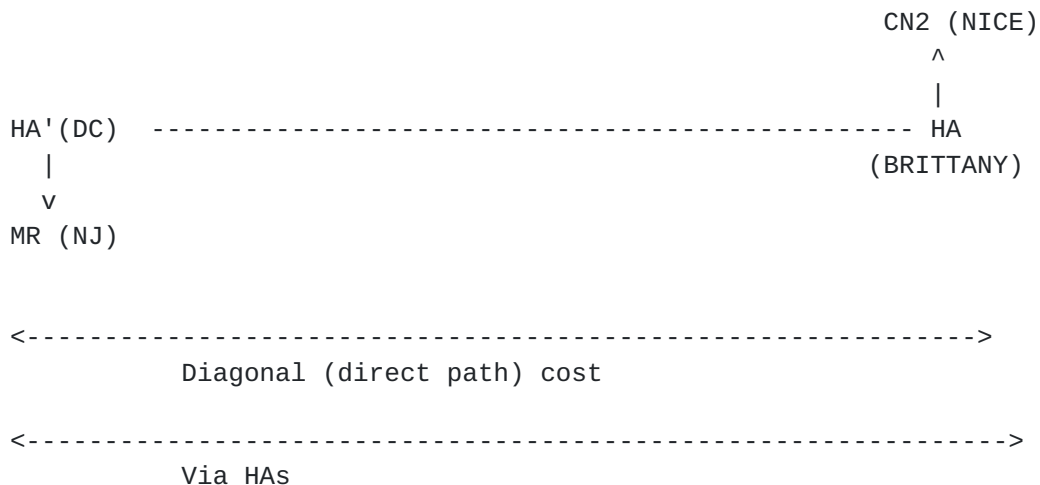 CN2 (NICE)
^
|
HA'(DC)  ------------------------------------------------- HA
|                                                    (BRITTANY)
v
MR (NJ)
<------------------------------------------------------------->
Diagonal (direct path) cost
<--------------------------------------------------------------->
Via HAs